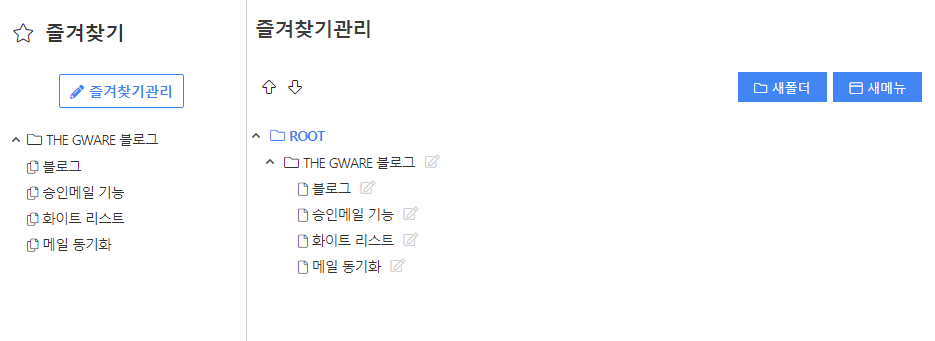 즐겨찾기
즐겨찾기관리
THE GWARE 블로그
블로그
승인메일 기능
화이트 리스트
메일 동기화
즐겨찾기관리
새폴더
새메뉴
ROOT
THE GWARE 블로그
블로그
승인메일 기능
화이트 리스트
메일 동기화